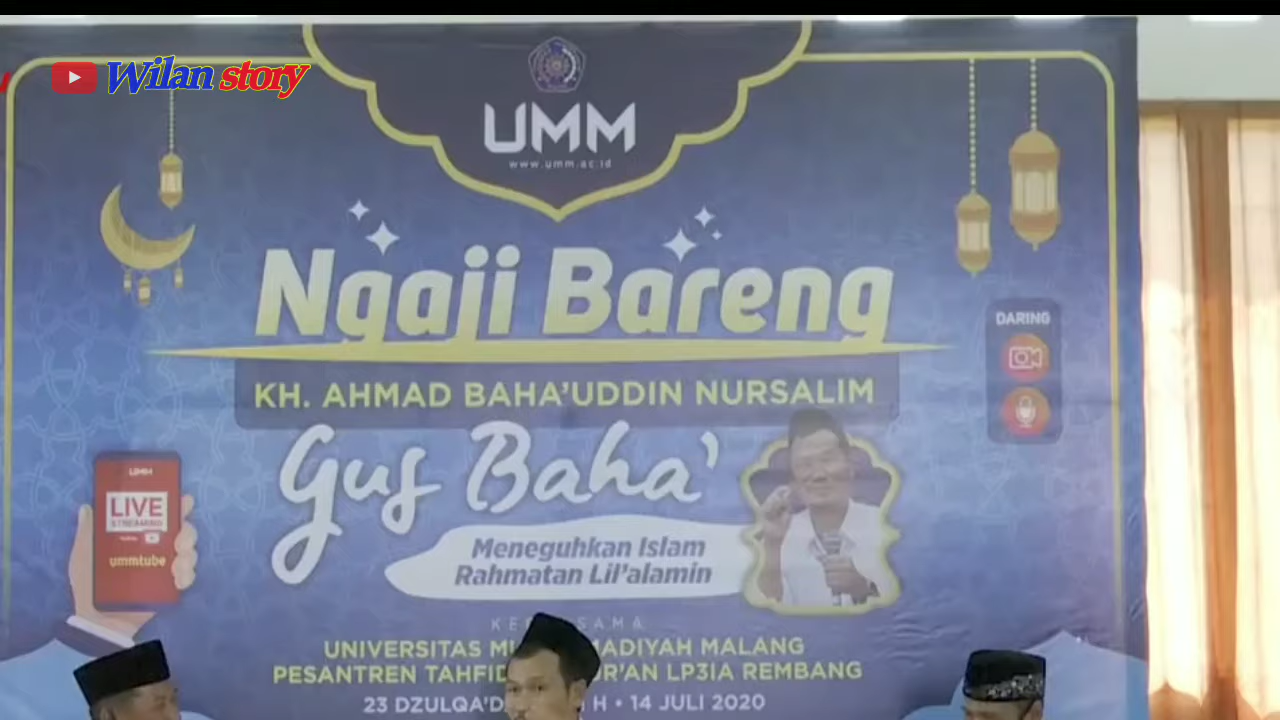 Wilan story
UMM
www.umm.ac.id
Ngaji Bareng
DARING
KH. AHMAD BAHA'UDDIN NURSALIM
Gus Baha'
UMM
LIVE
STREAMING
ummtube
Meneguhkan Islam
Rahmatan Lil'alamin
UNIVERSITAS MALANG
PESANTREN LP3IA REMBANG
23 H • 14 JULI 2020